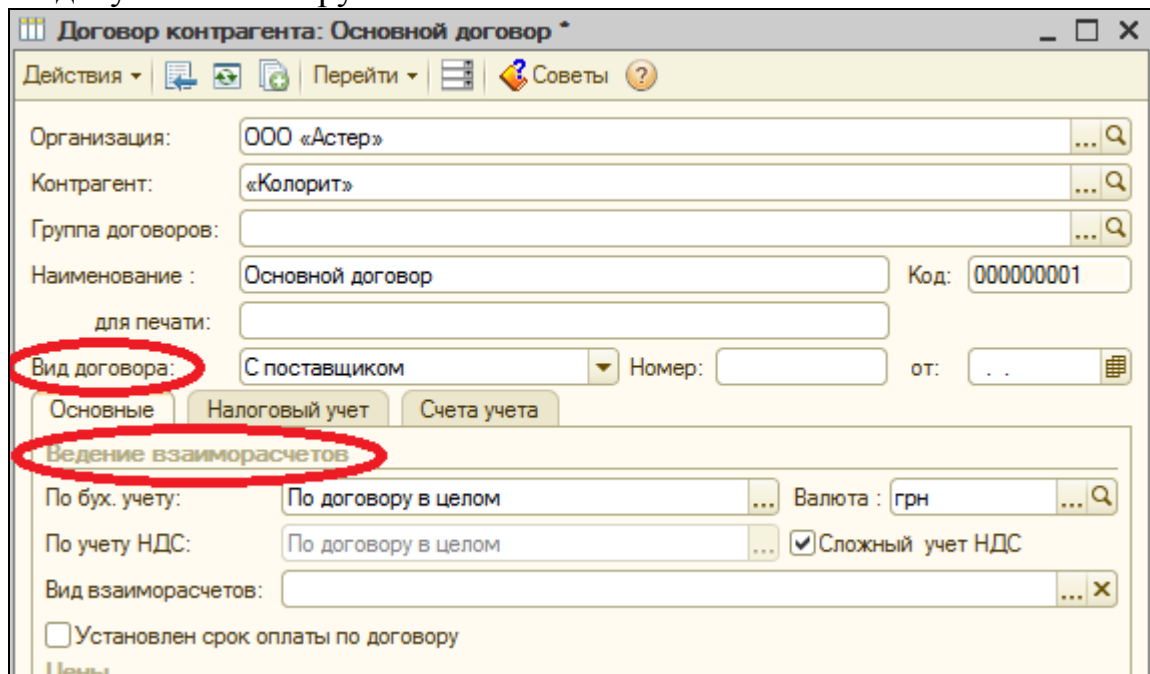 Договор контрагента: Основной договор *
Действия Перейти Советы ?
Организация: ООО «Астер» ...
Контрагент: «Колорит» ...
Группа договоров: ...
Наименование : Основной договор Код: 000000001
для печати:
Вид договора: С поставщиком Номер: от: . .
Основные Налоговый учет Счета учета
Ведение взаиморасчетов
По бух. учету: По договору в целом ... Валюта : грн ...
По учету НДС: По договору в целом ... Сложный учет НДС
Вид взаиморасчетов: ...
Установлен срок оплаты по договору
Цены